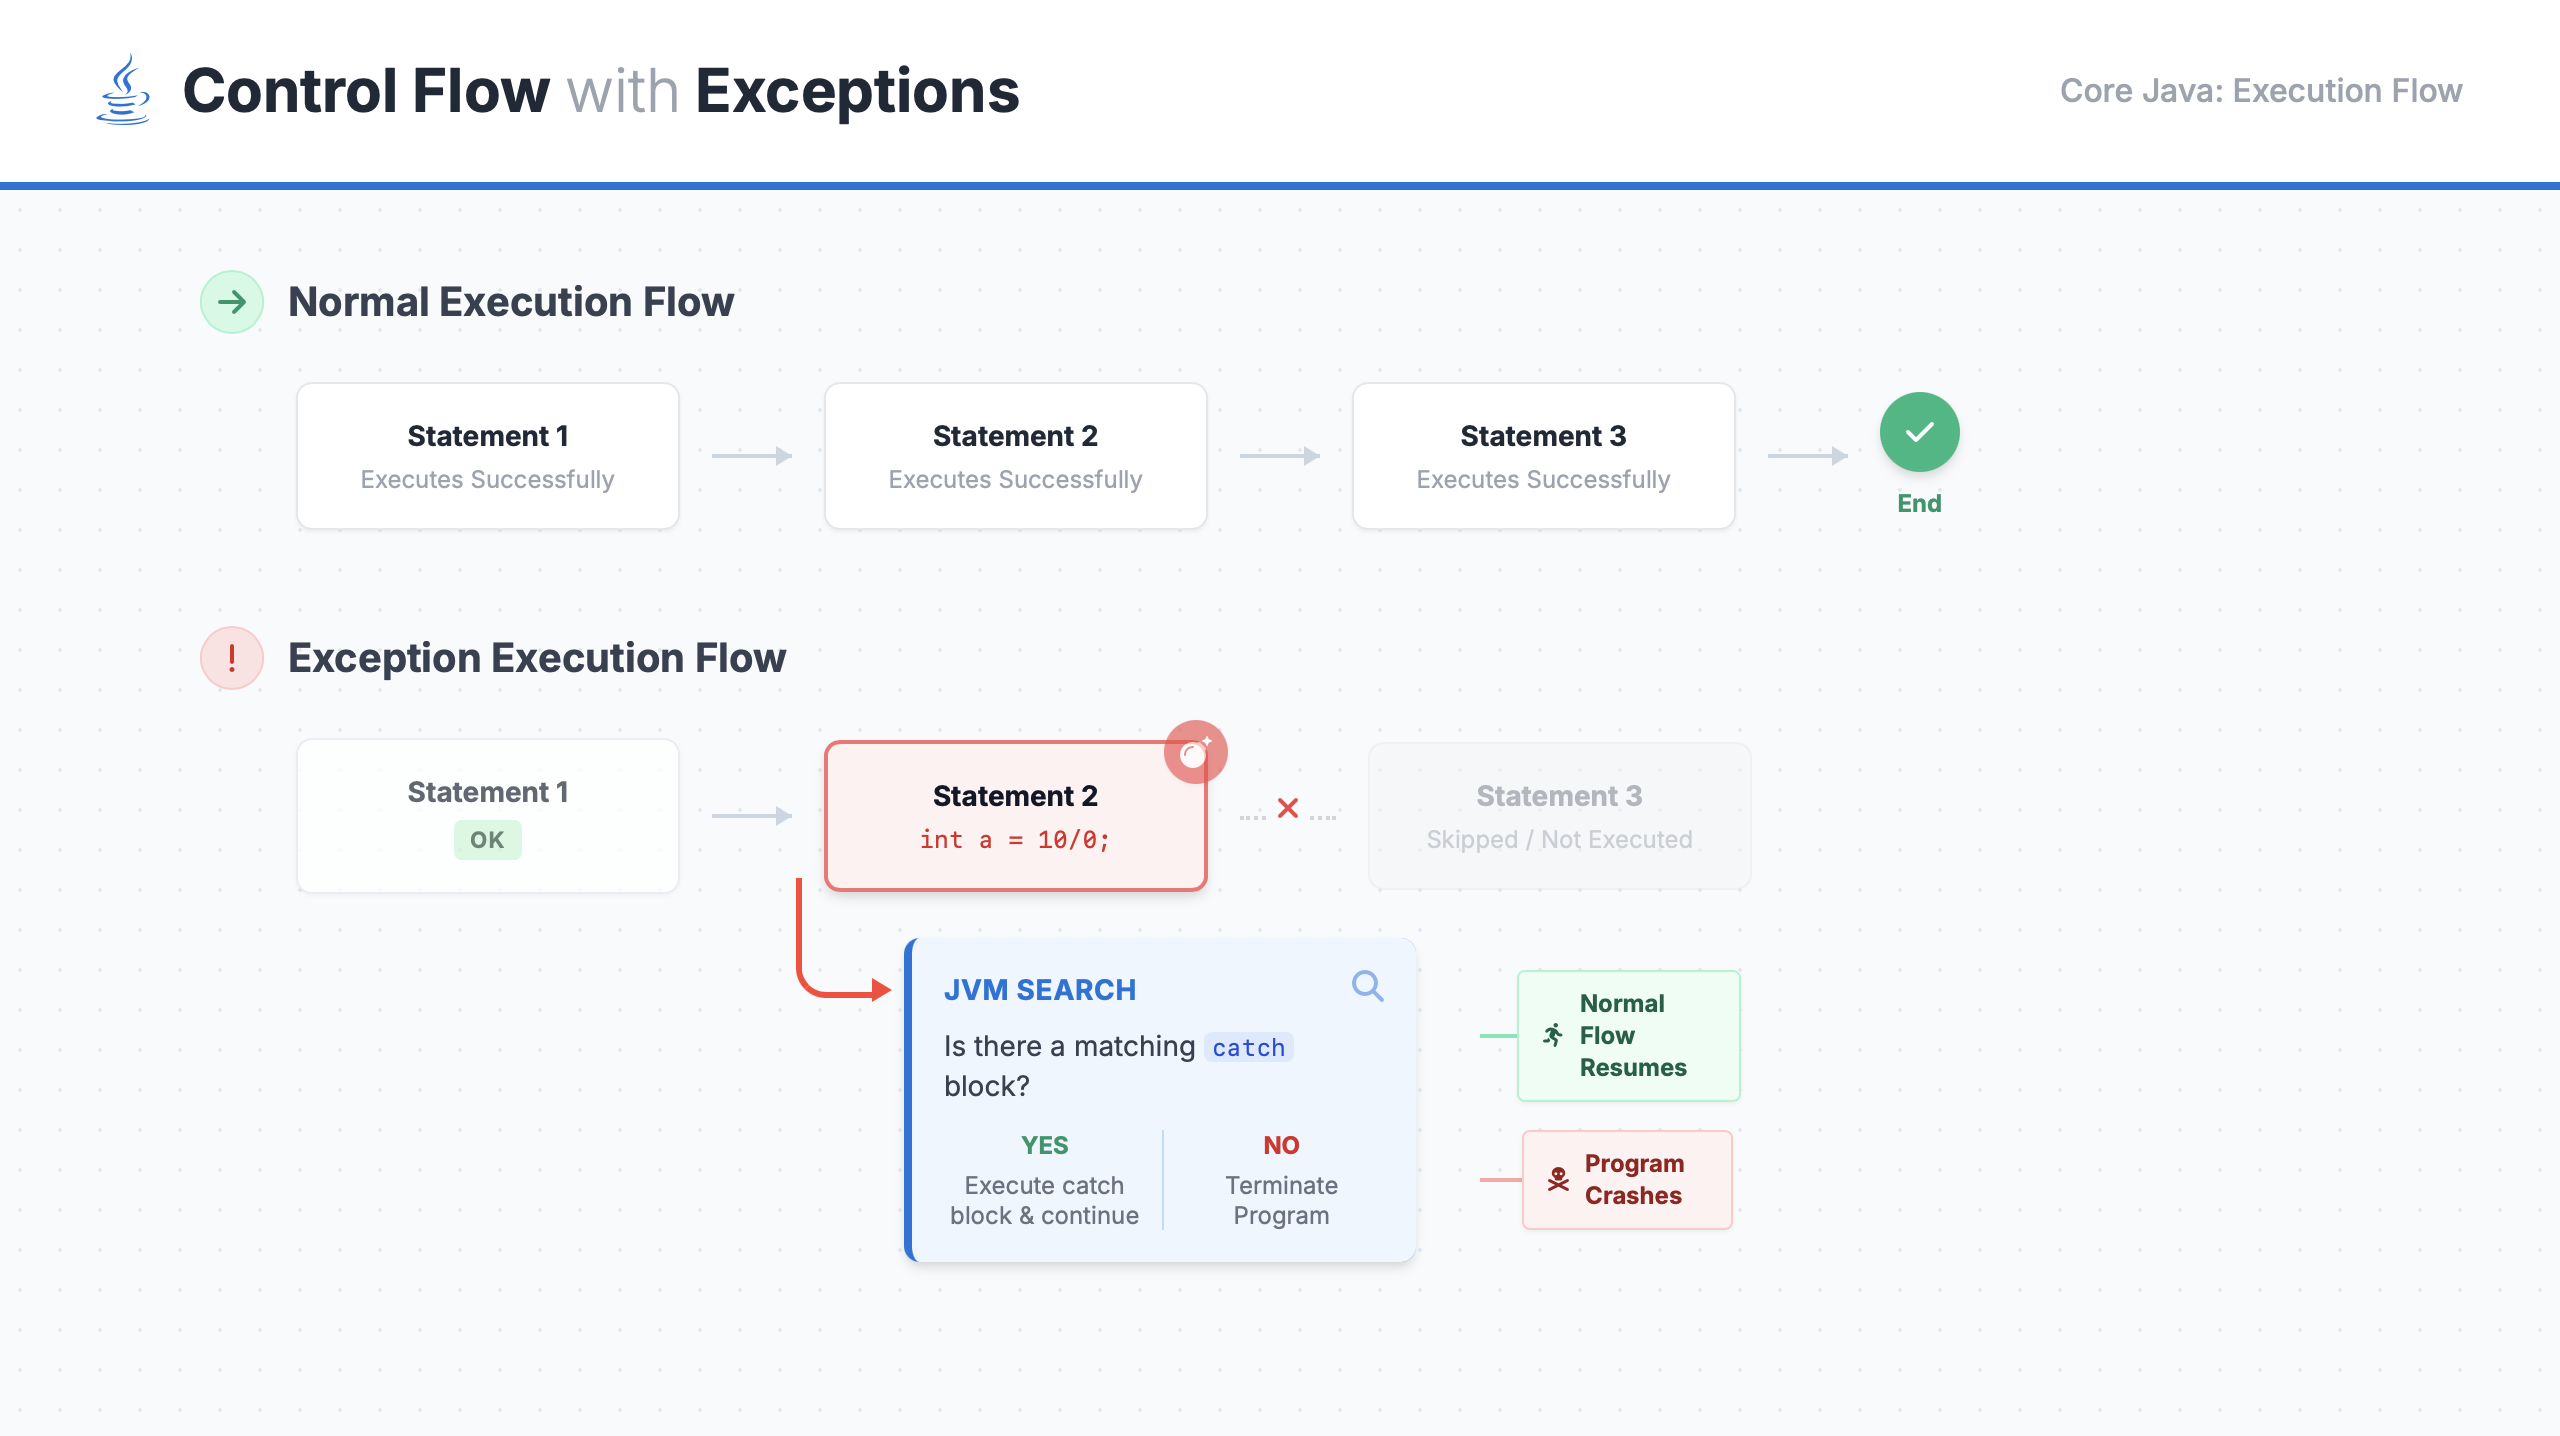 Control Flow with Exceptions
Core Java: Execution Flow
Normal Execution Flow
Statement 1
Executes Successfully
Statement 2
Executes Successfully
Statement 3
Executes Successfully
End
Exception Execution Flow
Statement 1
OK
Statement 2
int a = 10/0;
Statement 3
Skipped / Not Executed
JVM SEARCH
Is there a matching catch
block?
YES
Execute catch
block & continue
NO
Terminate
Program
Normal
Flow
Resumes
Program
Crashes